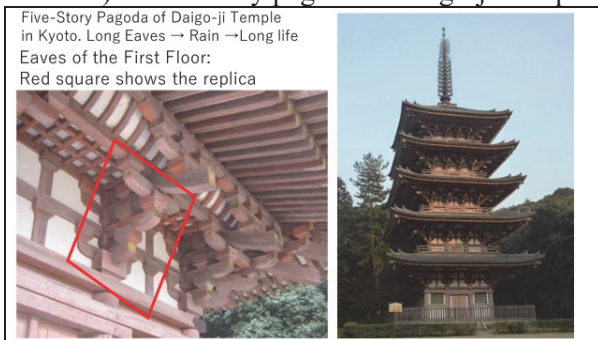 Five-Story Pagoda of Daigo-ji Temple
in Kyoto. Long Eaves → Rain →Long life
Eaves of the First Floor:
Red square shows the replica